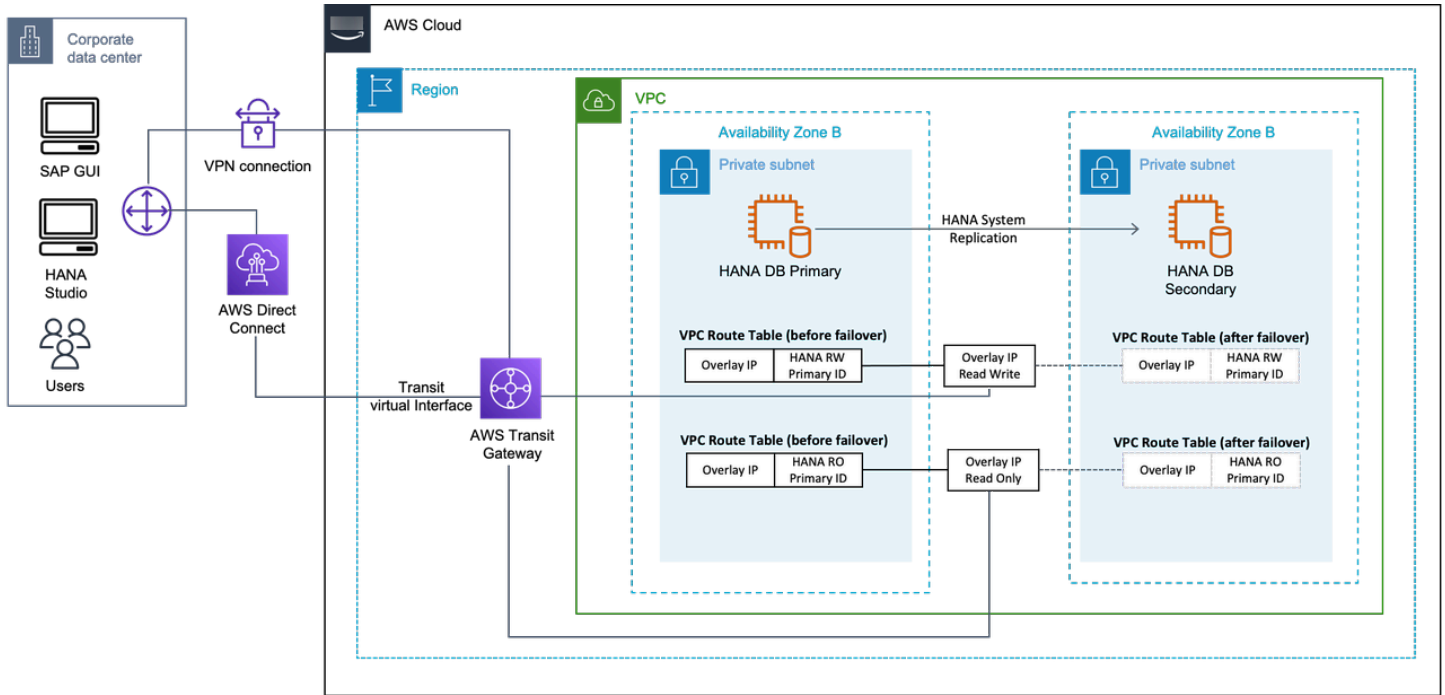 Corporate
data center
SAP GUI
HANA
Studio
Users
VPN connection
AWS Direct
Connect
AWS Cloud
Region
Transit
virtual Interface
AWS Transit
Gateway
VPC
Availability Zone B
Private subnet
HANA DB Primary
HANA System
Replication
Availability Zone B
Private subnet
HANA DB
Secondary
VPC Route Table (before failover)
Overlay IP
HANA RW
Primary ID
Overlay IP
Read Write
VPC Route Table (after failover)
Overlay IP
HANA RW
Primary ID
VPC Route Table (before failover)
Overlay IP
HANA RO
Primary ID
Overlay IP
Read Only
VPC Route Table (after failover)
Overlay IP
HANA RO
Primary ID